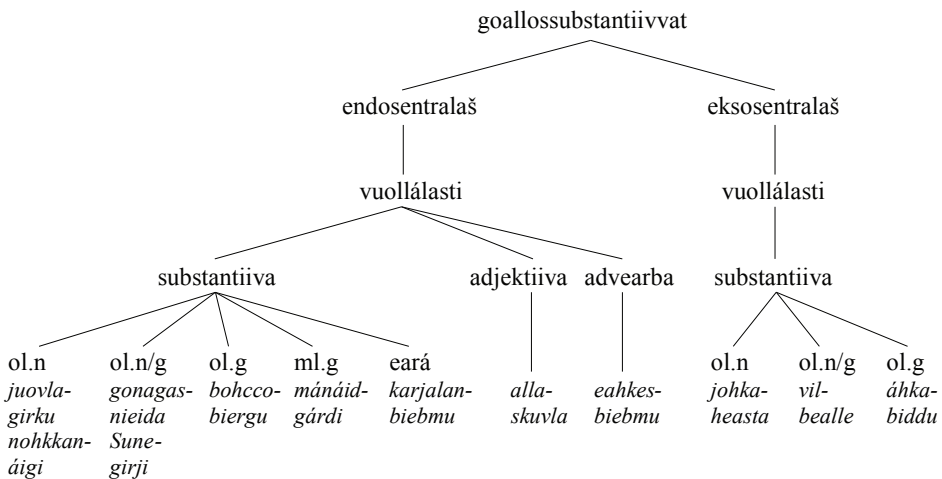 goallossubstantiivvat
endosentralaš eksosentralaš
vuollálasti vuollálasti
substantiiva adjektiiva advearba substantiiva
ol.n ol.n/g ol.g ml.g eará ol.n ol.n/g ol.g
juovla- gonagas- bohcco- mánáid- karjalan- alla- eahkes- johka- vil- áhka-
girku nieida biergu gárdi biebmu skuvla biebmu heasta bealle biddu
nohkkan- Sune-
áigi girji